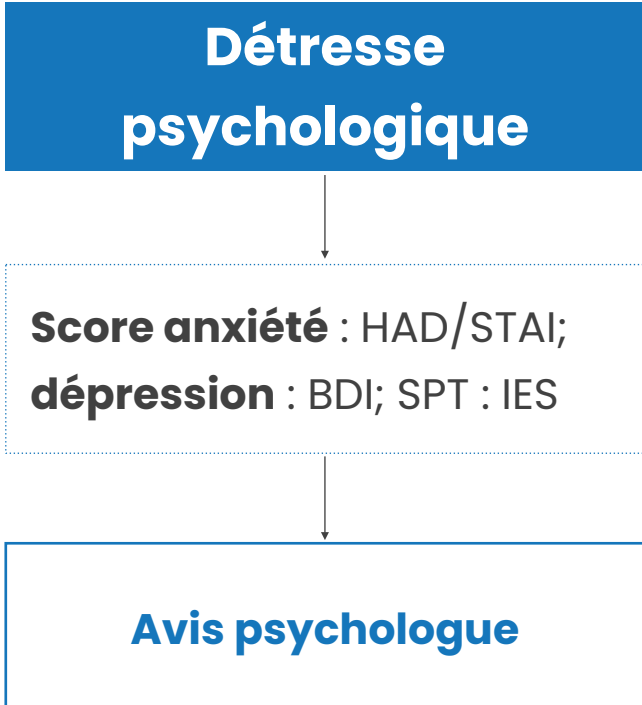 Détresse
psychologique
Score anxiété : HAD/STAI;
dépression : BDI; SPT : IES
Avis psychologue